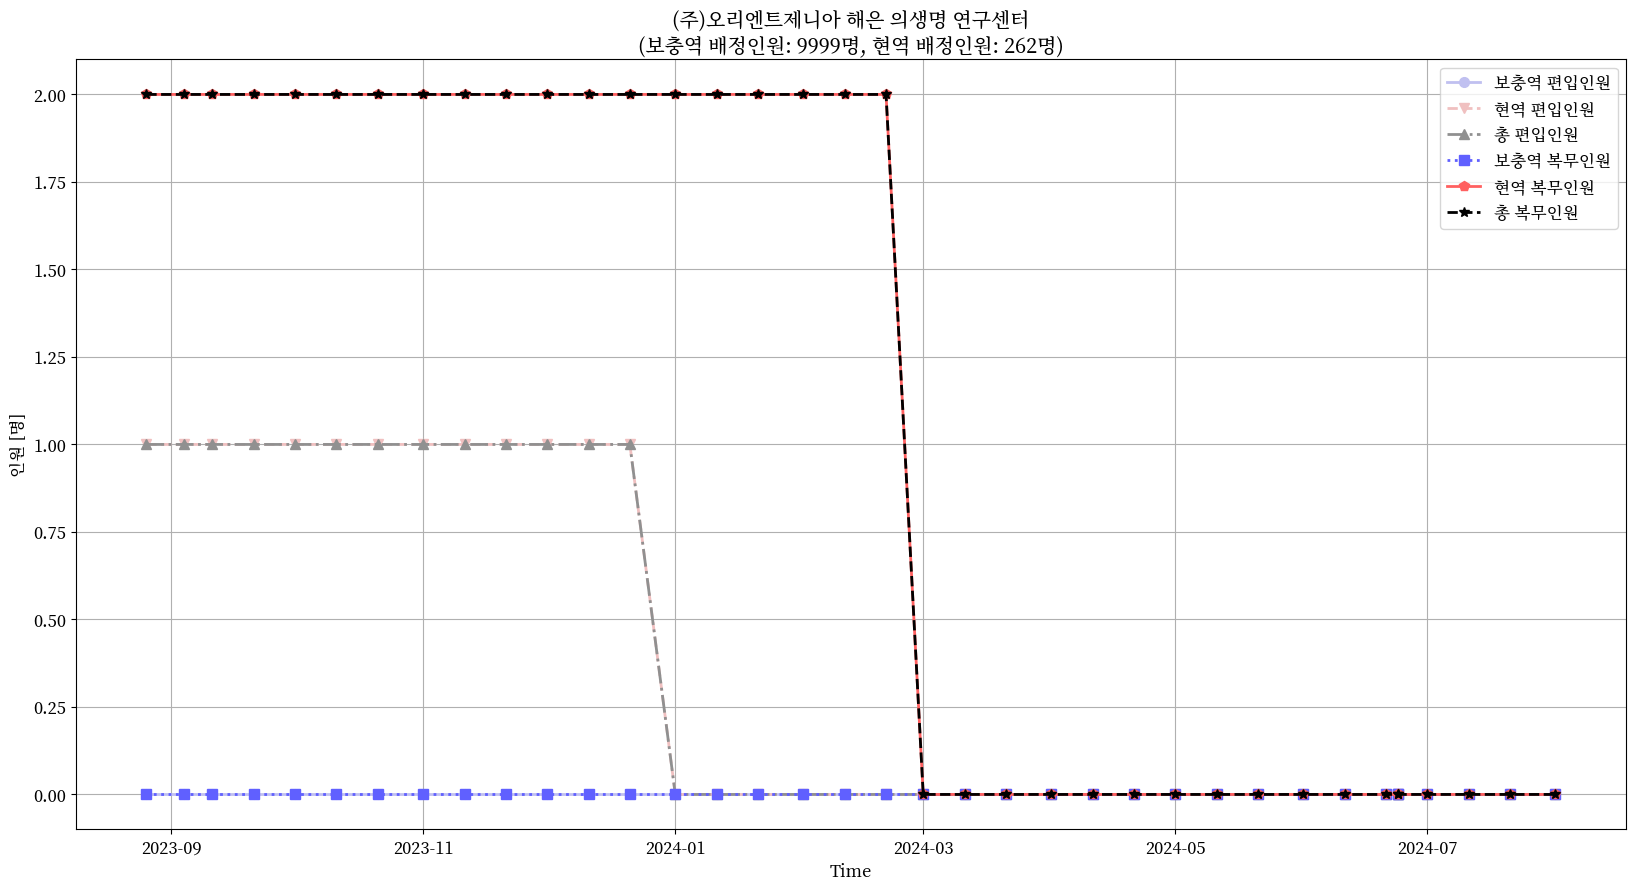 (주)오리엔트제니아 해은 의생명 연구센터
(보충역 배정인원: 9999명, 현역 배정인원: 262명)
보충역 편입인원
현역 편입인원
총 편입인원
보충역 복무인원
현역 복무인원
총 복무인원
2.00
1.75
1.50
1.25
1.00
0.75
0.50
0.25
0.00
인원 [명]
2023-09
2023-11
2024-01
2024-03
2024-05
2024-07
Time